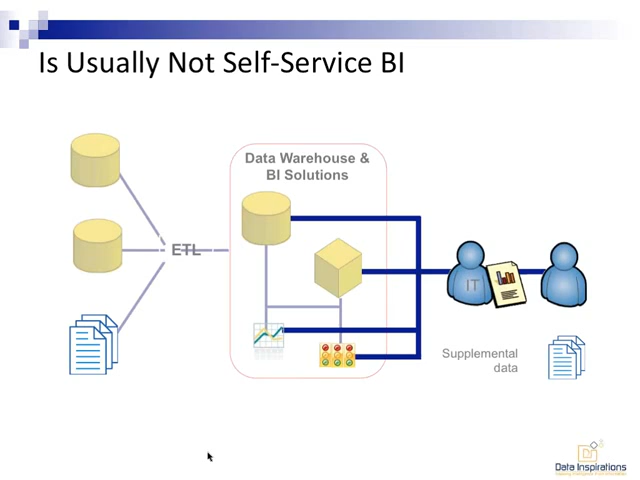 Is Usually Not Self-Service BI
Data Warehouse &
BI Solutions
ETL
IT
Supplemental
data
Data Inspirations